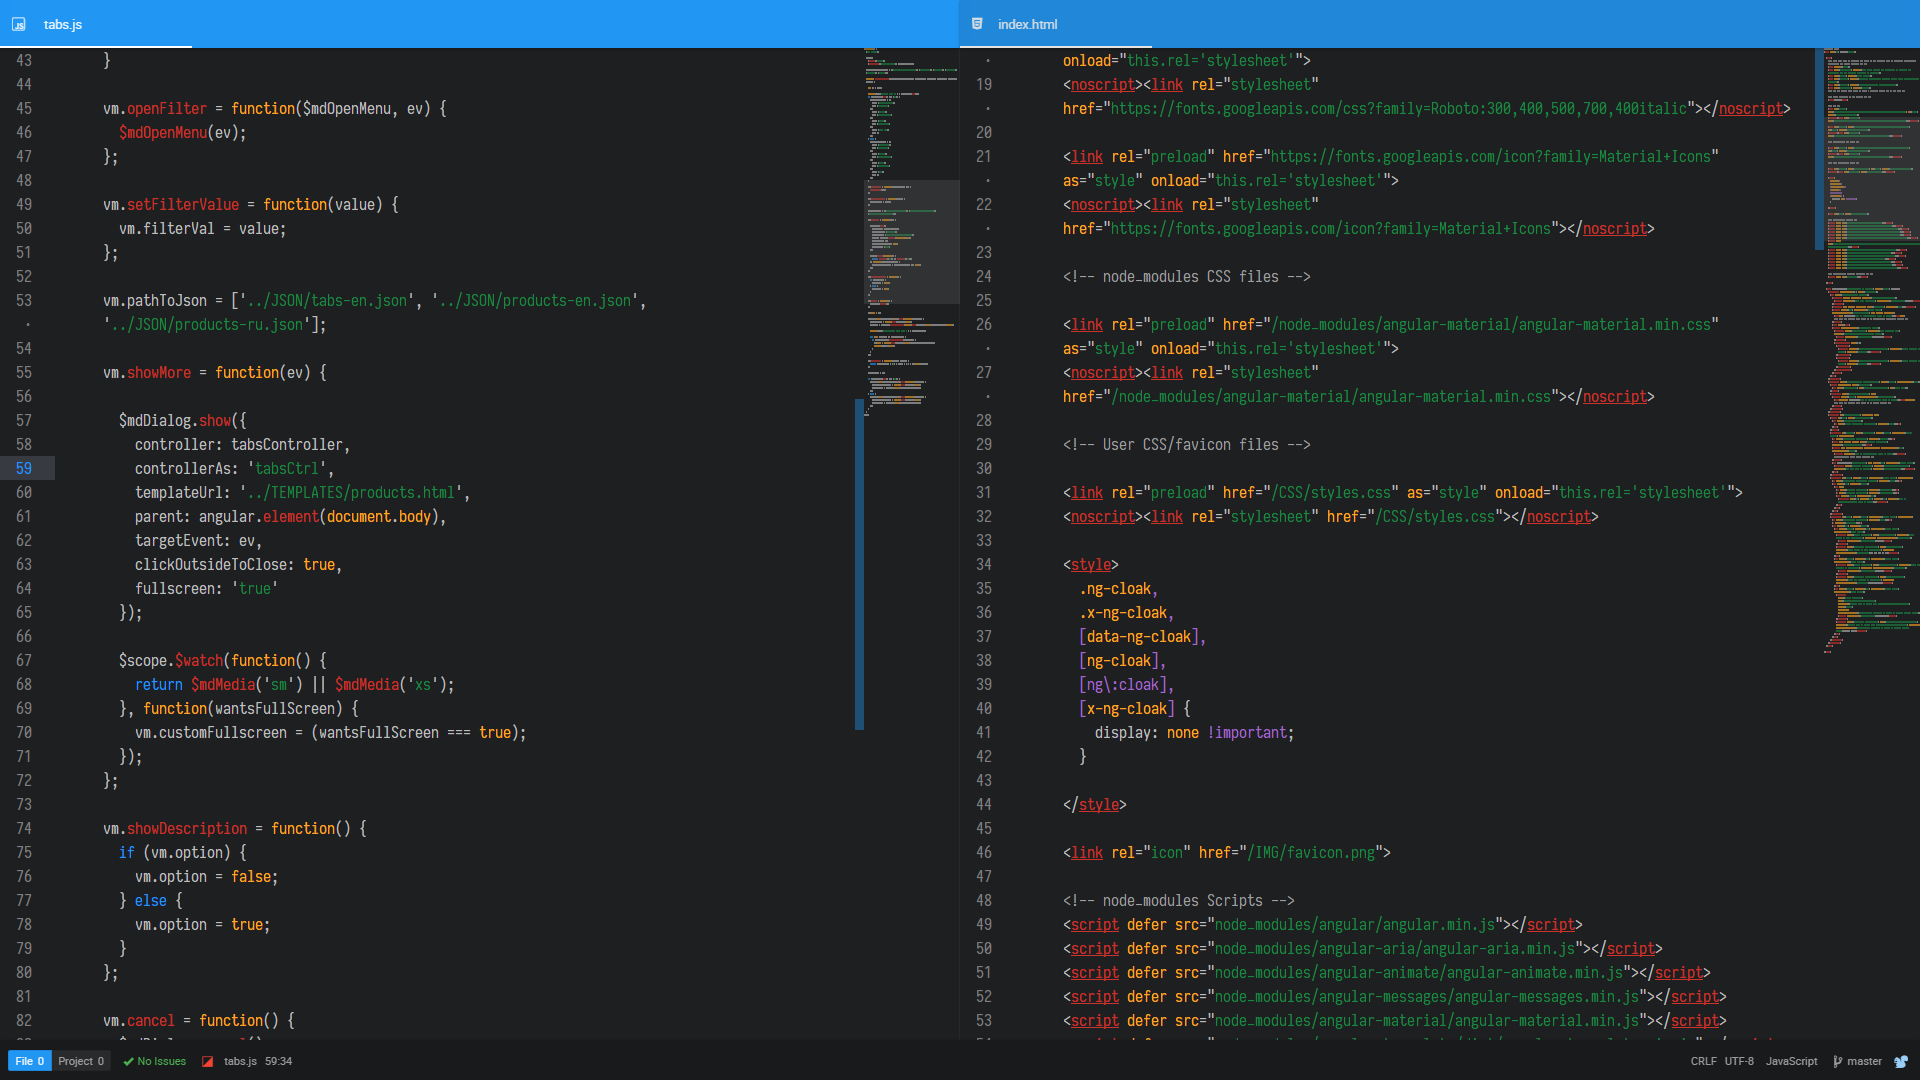 tabs.js
43 }
44
45 vm.openFilter = function($mdOpenMenu, ev) {
46 $mdOpenMenu(ev);
47 };
48
49 vm.setFilterValue = function(value) {
50 vm.filterVal = value;
51 };
52
53 vm.pathToJson = ['../JSON/tabs-en.json', '../JSON/products-en.json',
• '../JSON/products-ru.json'];
54
55 vm.showMore = function(ev) {
56
57 $mdDialog.show({
58 controller: tabsController,
59 controllerAs: 'tabsCtrl',
60 templateUrl: '../TEMPLATES/products.html',
61 parent: angular.element(document.body),
62 targetEvent: ev,
63 clickOutsideToClose: true,
64 fullscreen: 'true'
65 });
66
67 $scope.$watch(function() {
68 return $mdMedia('sm') || $mdMedia('xs');
69 }, function(wantsFullScreen) {
70 vm.customFullscreen = (wantsFullScreen === true);
71 });
72 };
73
74 vm.showDescription = function() {
75 if (vm.option) {
76 vm.option = false;
77 } else {
78 vm.option = true;
79 }
80 };
81
82 vm.cancel = function() {
index.html
• onload="this.rel='stylesheet'">
19 <noscript><link rel="stylesheet"
• href="https://fonts.googleapis.com/css?family=Roboto:300,400,500,700,400italic"></noscript>
20
21 <link rel="preload" href="https://fonts.googleapis.com/icon?family=Material+Icons"
• as="style" onload="this.rel='stylesheet'">
22 <noscript><link rel="stylesheet"
• href="https://fonts.googleapis.com/icon?family=Material+Icons"></noscript>
23
24 <!-- node_modules CSS files -->
25
26 <link rel="preload" href="/node_modules/angular-material/angular-material.min.css"
• as="style" onload="this.rel='stylesheet'">
27 <noscript><link rel="stylesheet"
• href="/node_modules/angular-material/angular-material.min.css"></noscript>
28
29 <!-- User CSS/favicon files -->
30
31 <link rel="preload" href="/CSS/styles.css" as="style" onload="this.rel='stylesheet'">
32 <noscript><link rel="stylesheet" href="/CSS/styles.css"></noscript>
33
34 <style>
35 .ng-cloak,
36 .x-ng-cloak,
37 [data-ng-cloak],
38 [ng-cloak],
39 [ng\:cloak],
40 [x-ng-cloak] {
41 display: none !important;
42 }
43
44 </style>
45
46 <link rel="icon" href="/IMG/favicon.png">
47
48 <!-- node_modules Scripts -->
49 <script defer src="node_modules/angular/angular.min.js"></script>
50 <script defer src="node_modules/angular-aria/angular-aria.min.js"></script>
51 <script defer src="node_modules/angular-animate/angular-animate.min.js"></script>
52 <script defer src="node_modules/angular-messages/angular-messages.min.js"></script>
53 <script defer src="node_modules/angular-material/angular-material.min.js"></script>
File 0 Project 0 No Issues tabs.js 59:34 CRLF UTF-8 JavaScript master